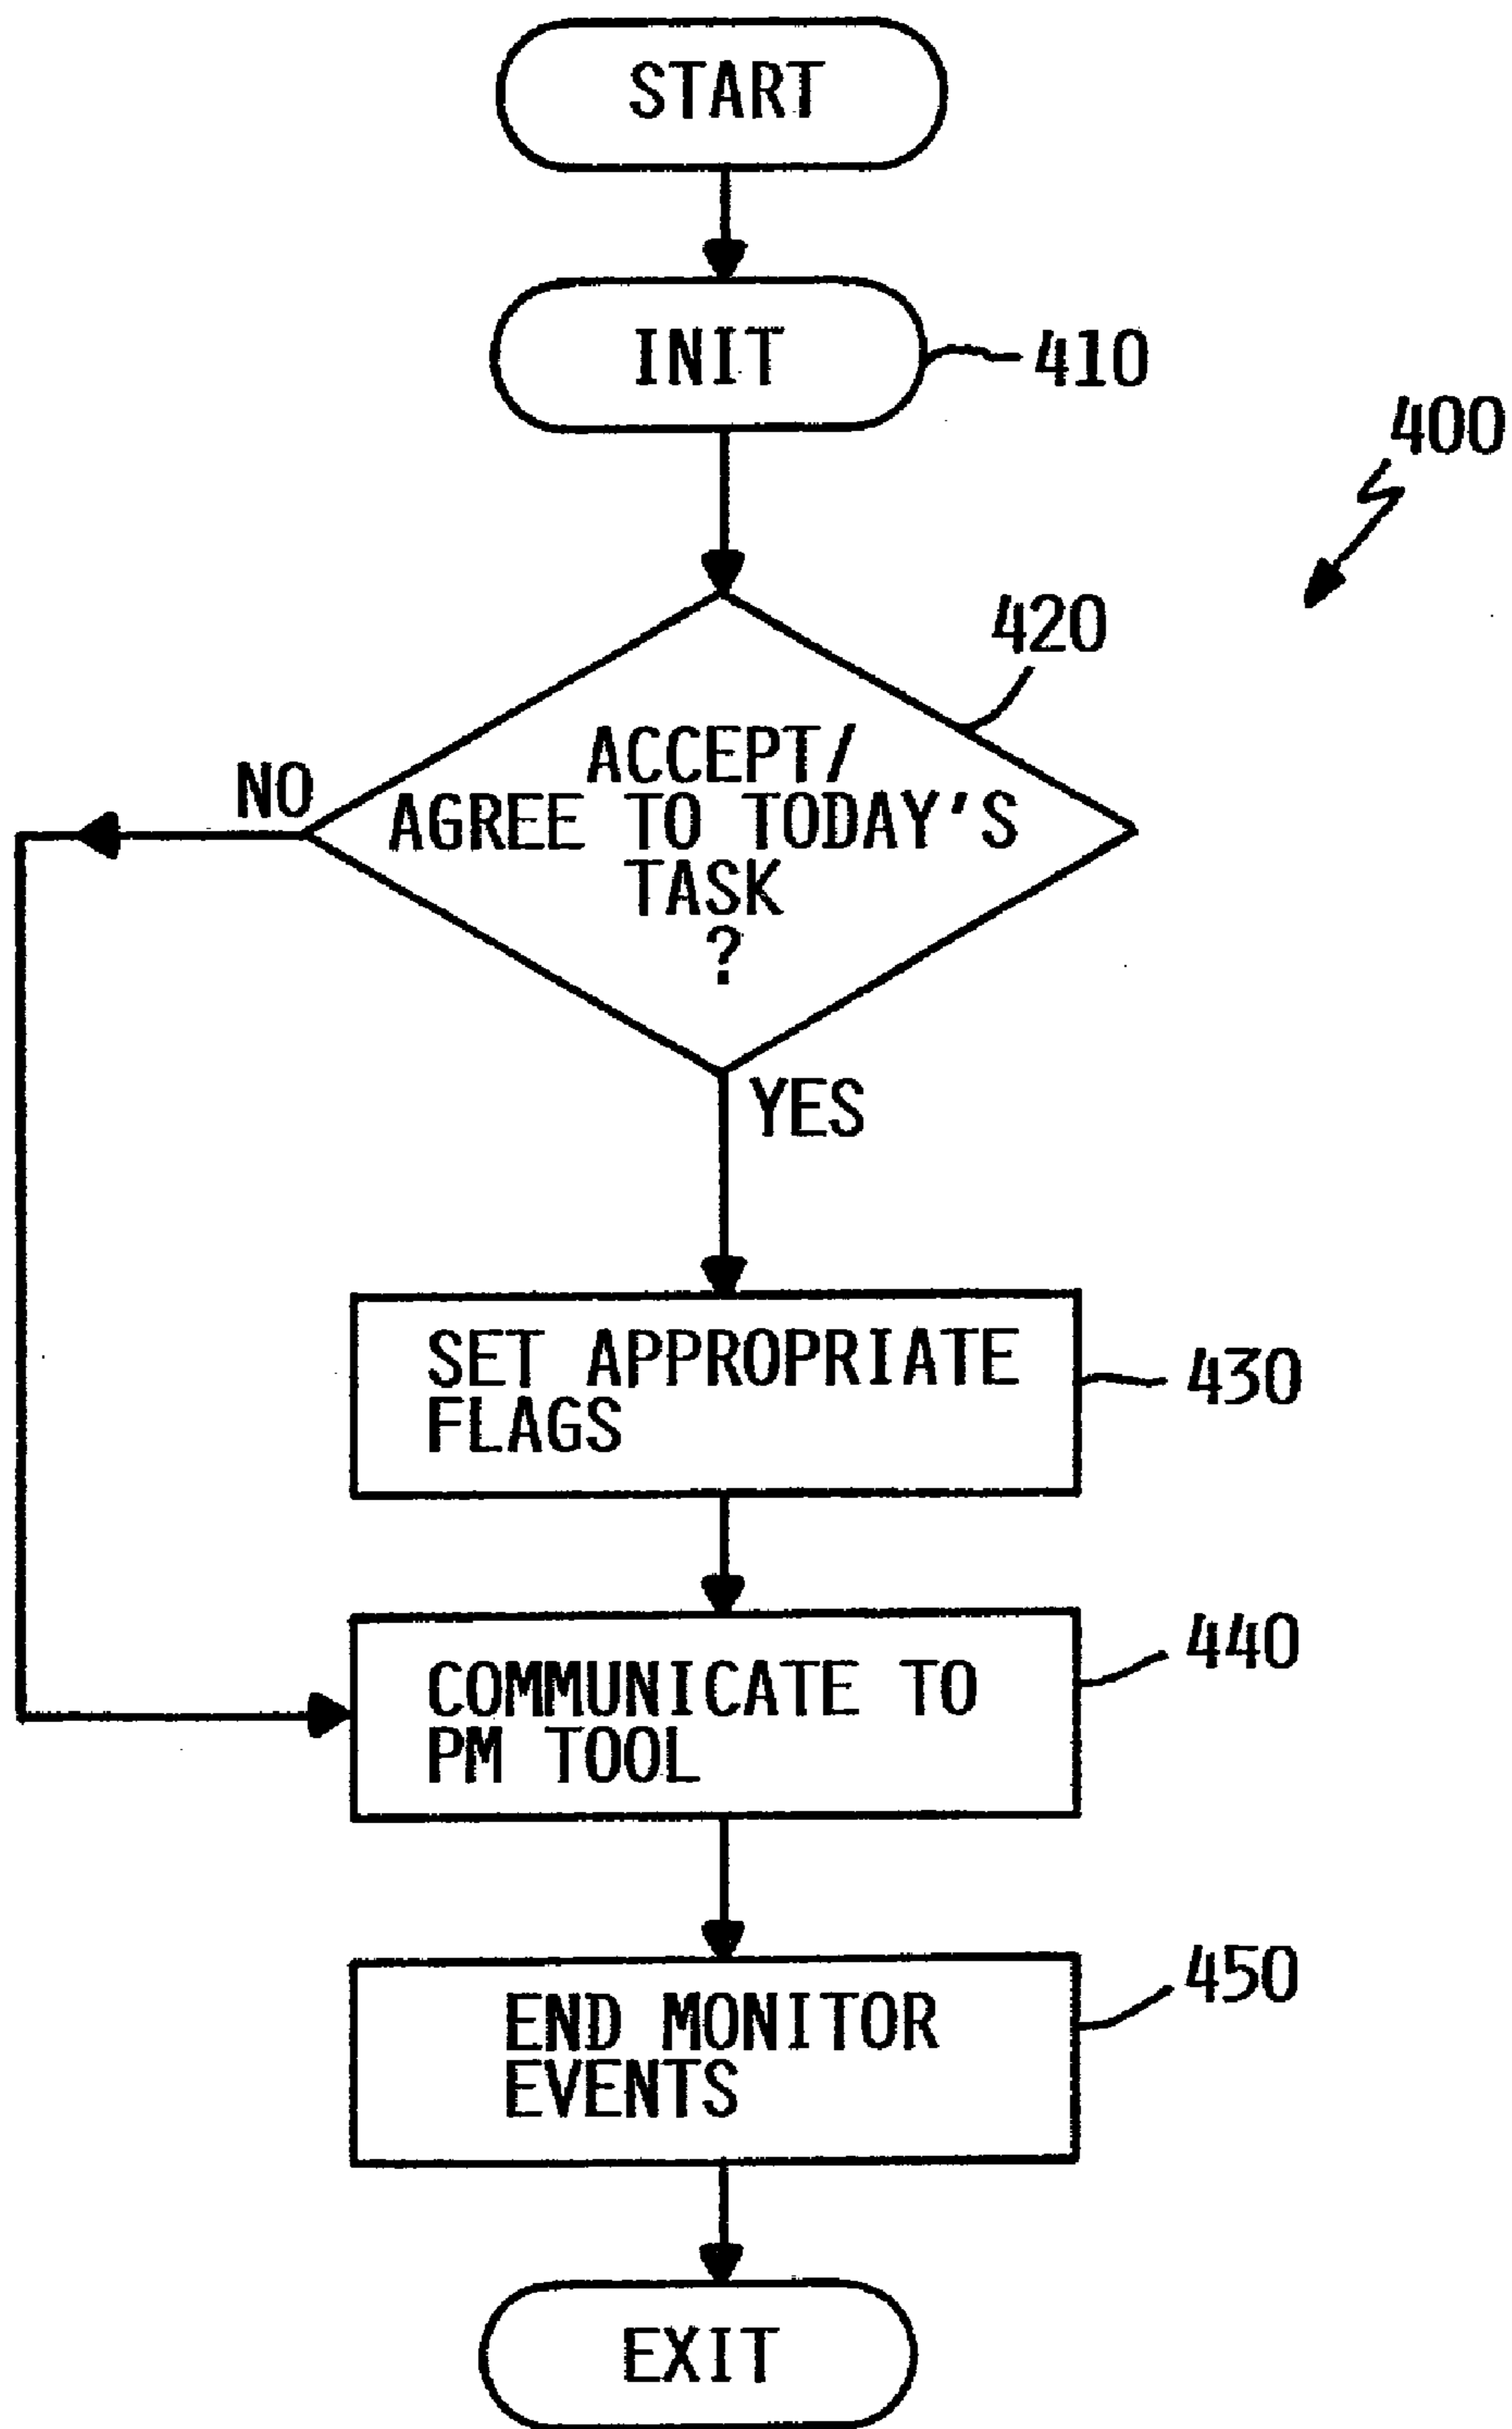 START
INIT
410
400
420
ACCEPT/
AGREE TO TODAY'S
TASK
?
NO
YES
SET APPROPRIATE
FLAGS
430
COMMUNICATE TO
PM TOOL
440
END MONITOR
EVENTS
450
EXIT